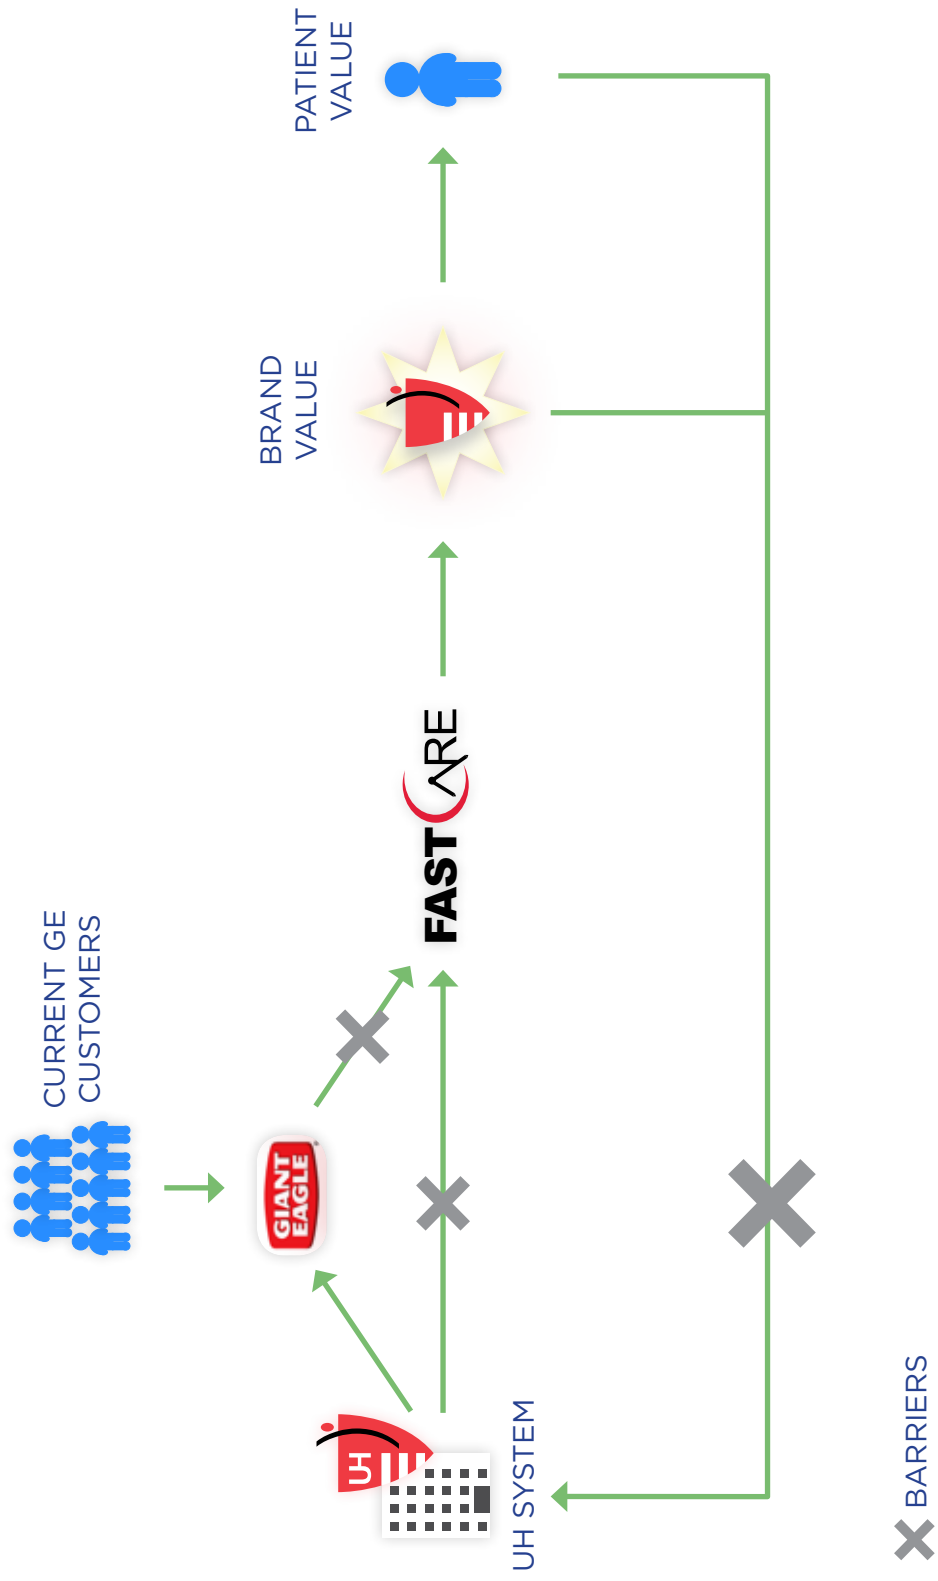 CURRENT GE
CUSTOMERS
GIANT
EAGLE
UH
UH SYSTEM
FASTCARE
BRAND
VALUE
PATIENT
VALUE
BARRIERS